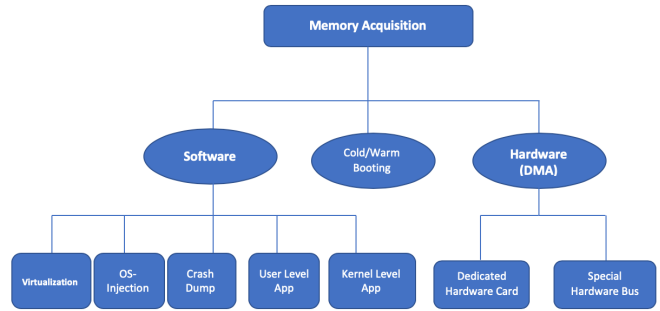 Memory Acquisition
Software
Cold/Warm
Booting
Hardware
(DMA)
Virtualization
OS-
Injection
Crash
Dump
User Level
App
Kernel Level
App
Dedicated
Hardware Card
Special
Hardware Bus